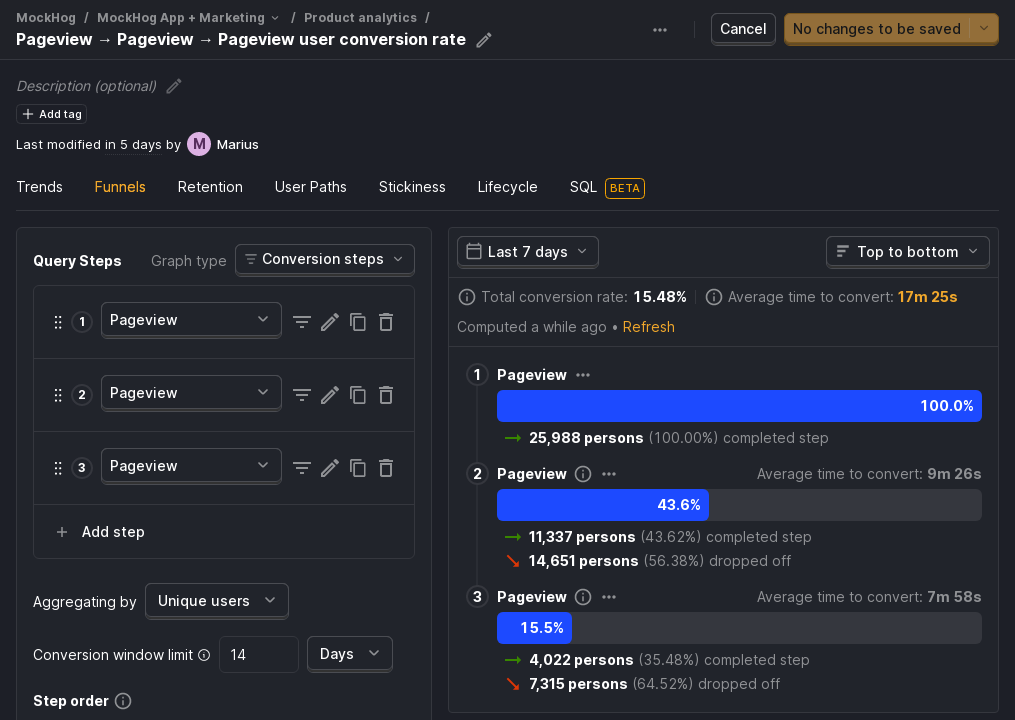 MockHog / MockHog App + Marketing / Product analytics /
Pageview → Pageview → Pageview user conversion rate
Cancel
No changes to be saved
Description (optional)
Add tag
Last modified in 5 days by M Marius
Trends Funnels Retention User Paths Stickiness Lifecycle SQL BETA
Query Steps Graph type Conversion steps
1 Pageview
2 Pageview
3 Pageview
Add step
Aggregating by Unique users
Conversion window limit 14 Days
Step order
Last 7 days Top to bottom
Total conversion rate: 15.48% Average time to convert: 17m 25s
Computed a while ago • Refresh
1 Pageview
100.0%
25,988 persons (100.00%) completed step
2 Pageview Average time to convert: 9m 26s
43.6%
11,337 persons (43.62%) completed step
14,651 persons (56.38%) dropped off
3 Pageview Average time to convert: 7m 58s
15.5%
4,022 persons (35.48%) completed step
7,315 persons (64.52%) dropped off